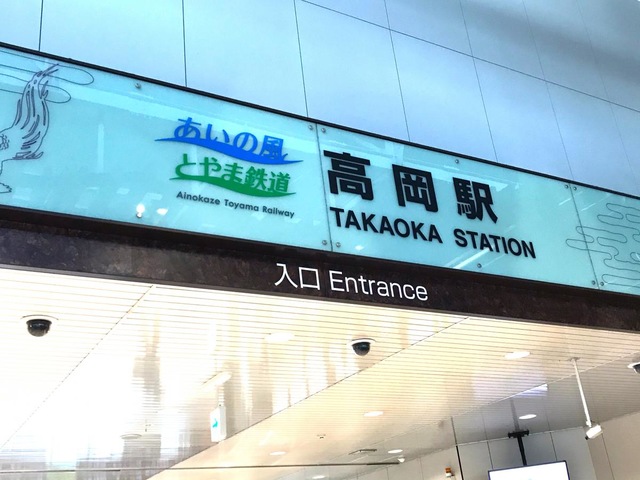 あいの風
とやま鉄道
Ainokaze Toyama Railway
高岡駅
TAKAOKA STATION
入口 Entrance